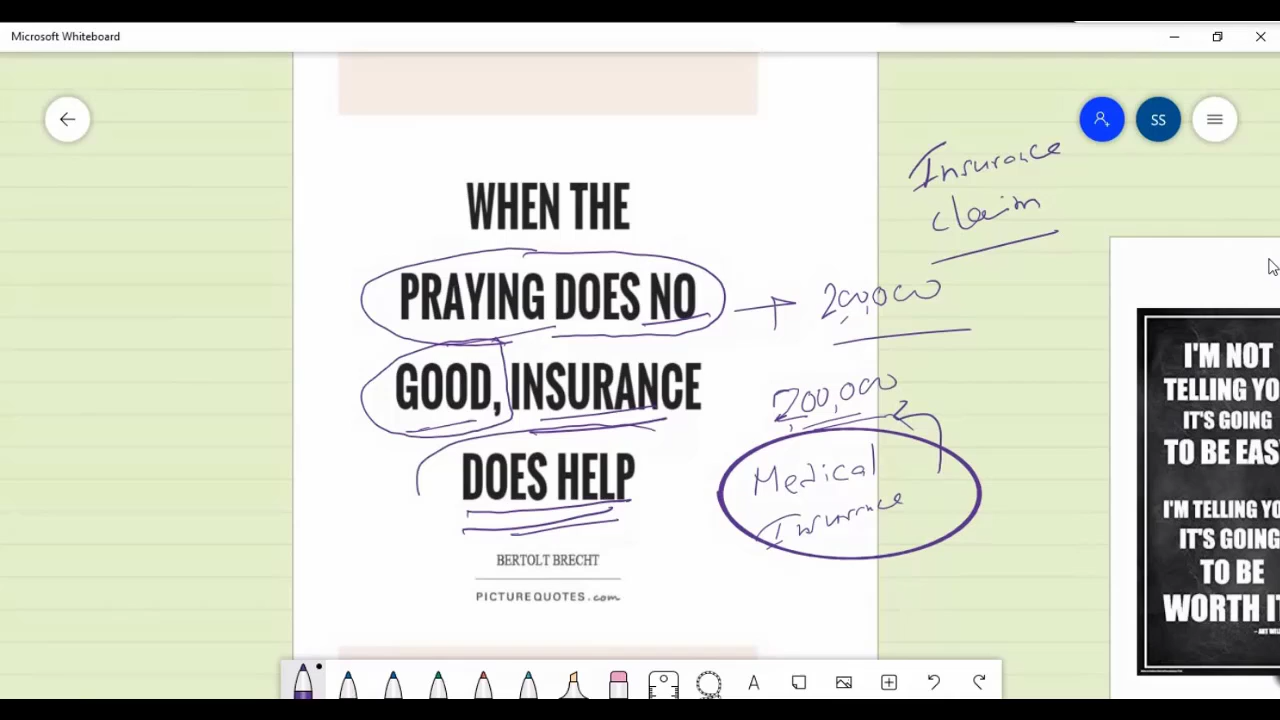 Microsoft Whiteboard
SS
Insurance
claim
WHEN THE
PRAYING DOES NO
200,000
GOOD, INSURANCE
200,000
DOES HELP
Medical
Insurance
BERTOLT BRECHT
PICTUREQUOTES.com
I'M NOT
TELLING YO
IT'S GOING
TO BE EAS
I'M TELLING YO
IT'S GOING
TO BE
WORTH I
A